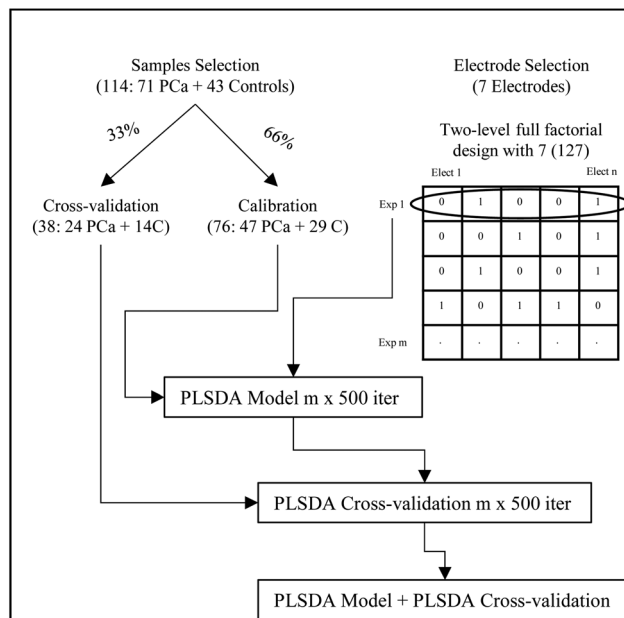 Samples Selection
(114: 71 PCa + 43 Controls)
33%
66%
Cross-validation
(38: 24 PCa + 14C)
Calibration
(76: 47 PCa + 29 C)
Electrode Selection
(7 Electrodes)
Two-level full factorial
design with 7 (127)
Elect 1
Elect n
Exp 1
0 1 0 0 1
0 0 1 0 1
0 1 0 0 1
1 0 1 1 0
Exp m
. . . . .
PLSDA Model m x 500 iter
PLSDA Cross-validation m x 500 iter
PLSDA Model + PLSDA Cross-validation